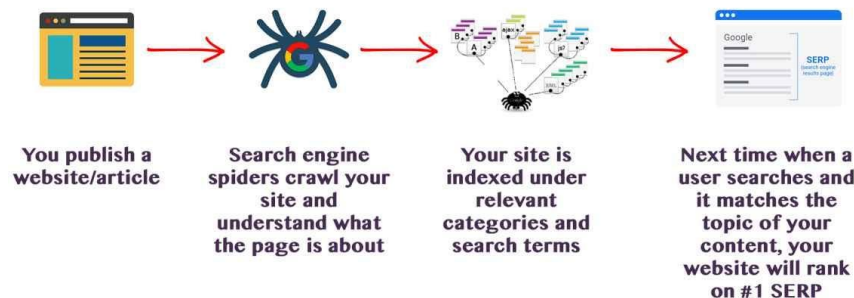 B
A
ajax
p?
XML
Google
SERP
(search engine
results page)
You publish a
website/article
Search engine
spiders crawl your
site and
understand what
the page is about
Your site is
indexed under
relevant
categories and
search terms
Next time when a
user searches and
it matches the
topic of your
content, your
website will rank
on #1 SERP